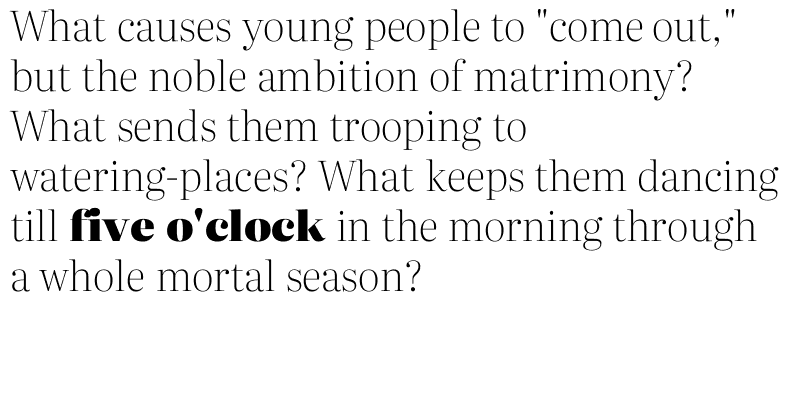 What causes young people to "come out,"
but the noble ambition of matrimony?
What sends them trooping to
watering-places? What keeps them dancing
till five o'clock in the morning through
a whole mortal season?